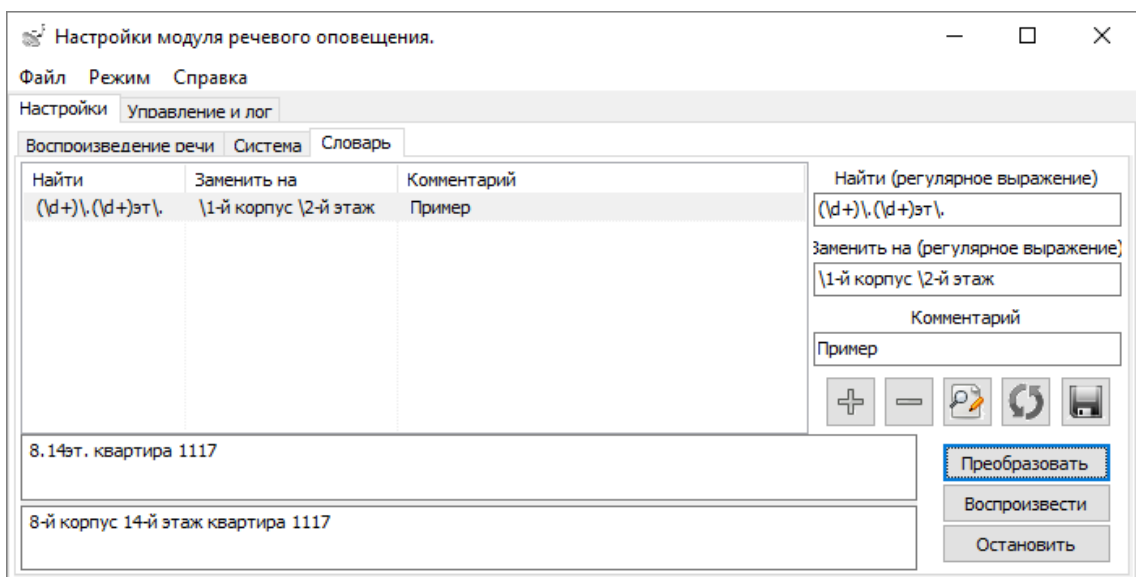 Настройки модуля речевого оповещения.
Файл Режим Справка
Настройки Управление и лог
Воспроизведение речи Система Словарь
Найти Заменить на Комментарий
(\d+)\.(\d+)эт\. \1-й корпус \2-й этаж Пример
Найти (регулярное выражение)
(\d+)\.(\d+)эт\.
Заменить на (регулярное выражение)
\1-й корпус \2-й этаж
Комментарий
Пример
8.14эт. квартира 1117
8-й корпус 14-й этаж квартира 1117
Преобразовать
Воспроизвести
Остановить